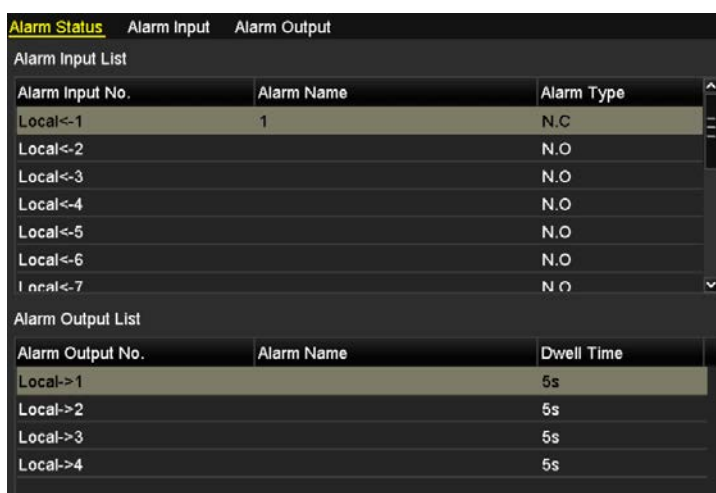 Alarm Status Alarm Input Alarm Output
Alarm Input List
Alarm Input No. Alarm Name Alarm Type
Local<-1 1 N.C
Local<-2 N.O
Local<-3 N.O
Local<-4 N.O
Local<-5 N.O
Local<-6 N.O
Local<-7 N.O
Alarm Output List
Alarm Output No. Alarm Name Dwell Time
Local->1 5s
Local->2 5s
Local->3 5s
Local->4 5s